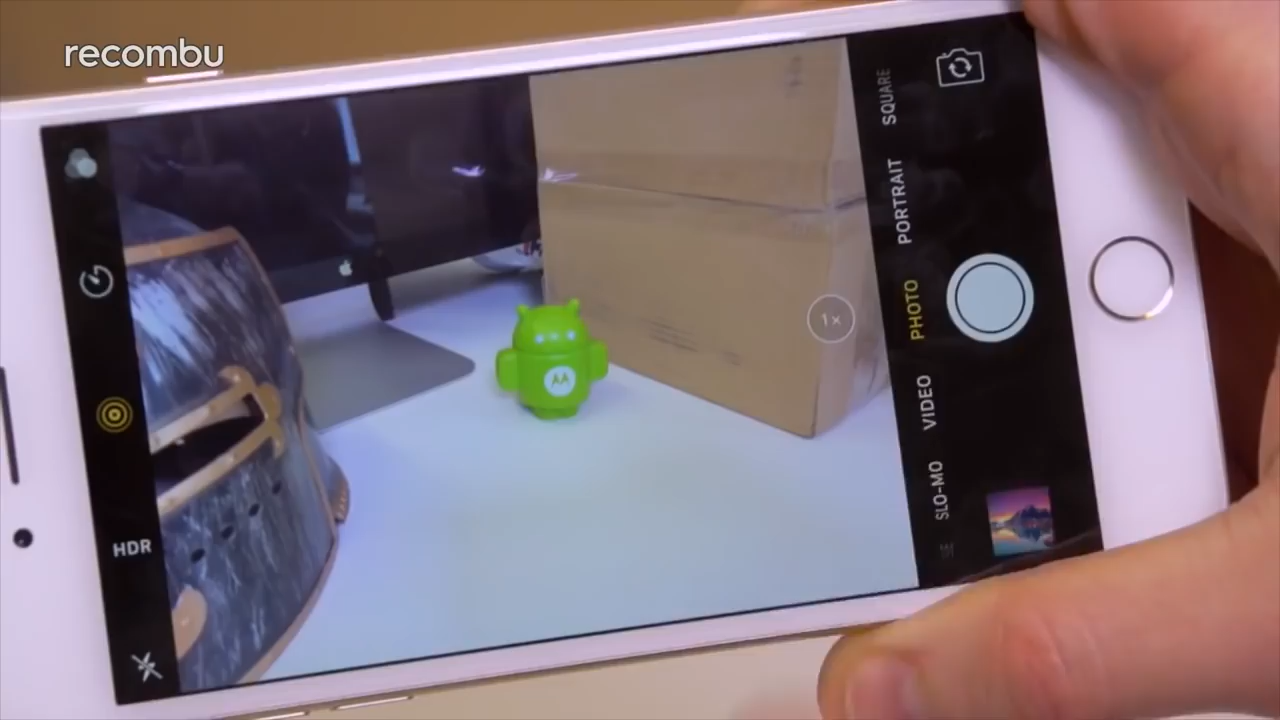 recombu
SQUARE
PORTRAIT
PHOTO
VIDEO
SLO-MO
1×
HDR